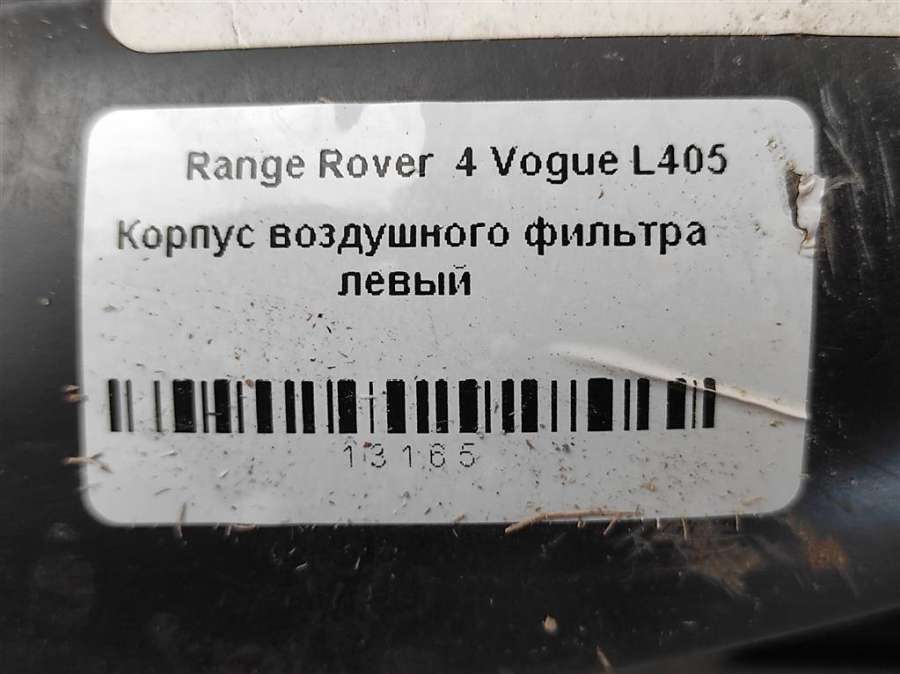 Range Rover 4 Vogue L405
Корпус воздушного фильтра
левый
13165